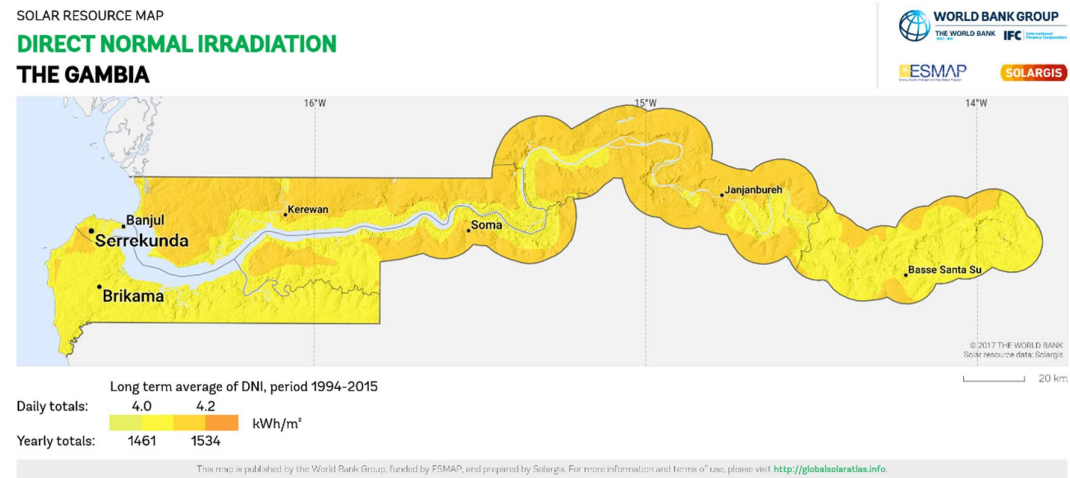 SOLAR RESOURCE MAP
DIRECT NORMAL IRRADIATION
THE GAMBIA
WORLD BANK GROUP
THE WORLD BANK IFC International Finance Corporation
ESMAP
SOLARGIS
16°W 15°W 14°W
Janjanbureh
Kerewan
Banjul
Soma
Serrekunda
Basse Santa Su
Brikama
© 2017 THE WORLD BANK
Solar resource data: Solargis
20 km
Long term average of DNI, period 1994-2015
Daily totals: 4.0 4.2
kWh/m²
Yearly totals: 1461 1534
This map is published by the World Bank Group, funded by ESMAP, and prepared by Solargis. For more information and terms of use, please visit http://globalsolaratlas.info.